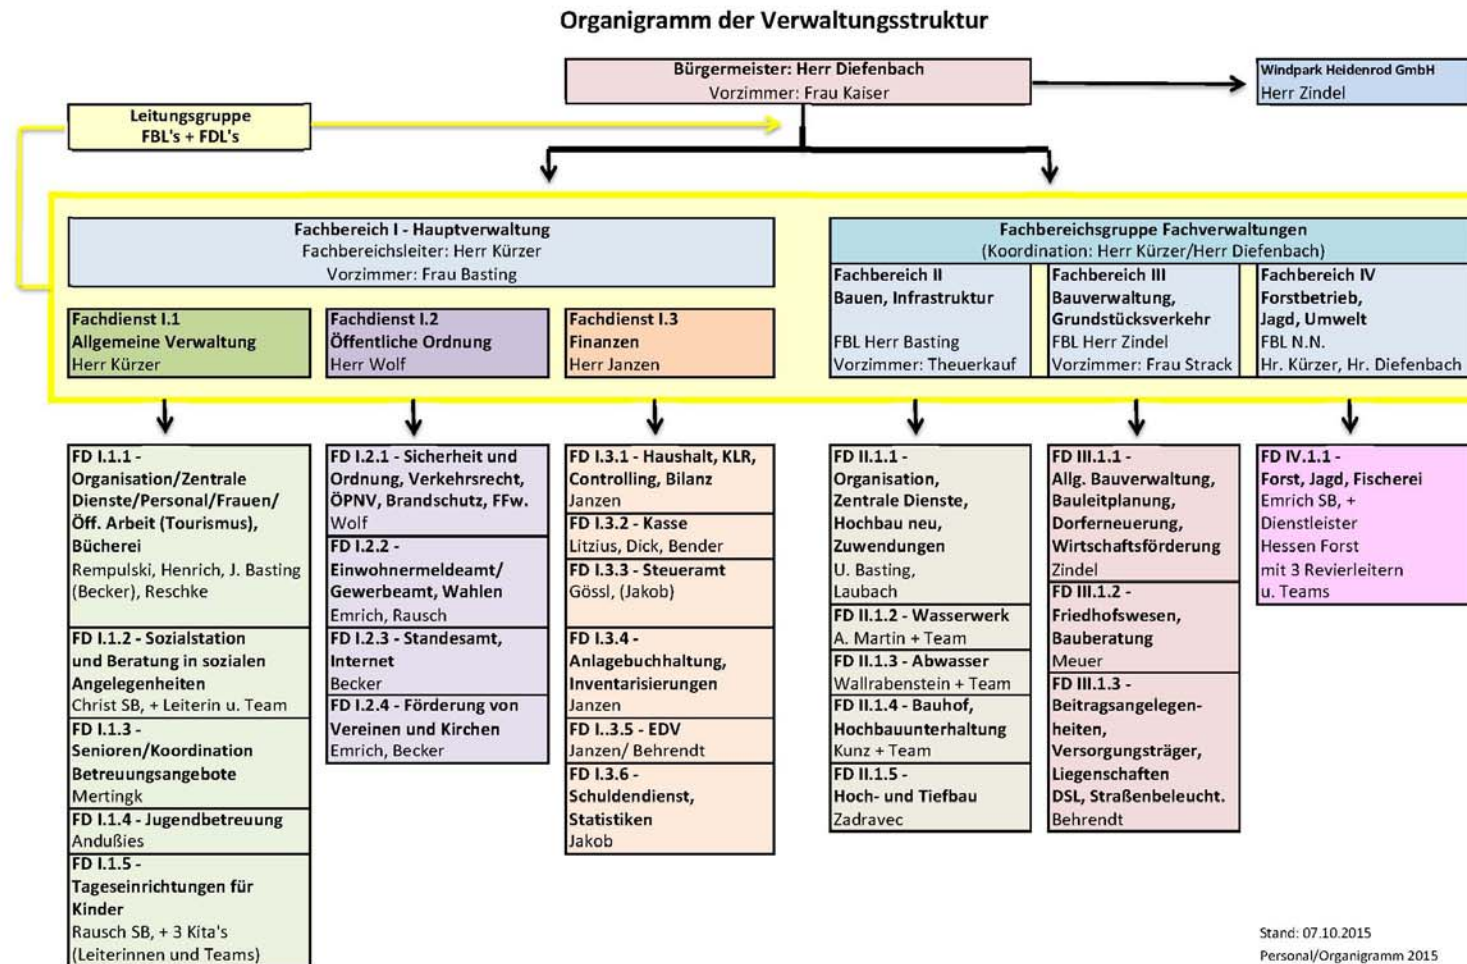 Organigramm der Verwaltungsstruktur
Bürgermeister: Herr Diefenbach
Vorzimmer: Frau Kaiser
Windpark Heidenrod GmbH
Herr Zindel
Leitungsgruppe
FBL's + FDL's
Fachbereich I - Hauptverwaltung
Fachbereichsleiter: Herr Kürzer
Vorzimmer: Frau Basting
Fachbereichsgruppe Fachverwaltungen
(Koordination: Herr Kürzer/Herr Diefenbach)
Fachdienst I.1
Allgemeine Verwaltung
Herr Kürzer
Fachdienst I.2
Öffentliche Ordnung
Herr Wolf
Fachdienst I.3
Finanzen
Herr Janzen
Fachbereich II
Bauen, Infrastruktur
FBL Herr Basting
Vorzimmer: Theuerkauf
Fachbereich III
Bauverwaltung,
Grundstücksverkehr
FBL Herr Zindel
Vorzimmer: Frau Strack
Fachbereich IV
Forstbetrieb,
Jagd, Umwelt
FBL N.N.
Hr. Kürzer, Hr. Diefenbach
FD I.1.1 -
Organisation/Zentrale
Dienste/Personal/Frauen/
Öff. Arbeit (Tourismus),
Bücherei
Rempulski, Henrich, J. Basting
(Becker), Reschke
FD I.1.2 - Sozialstation
und Beratung in sozialen
Angelegenheiten
Christ SB, + Leiterin u. Team
FD I.1.3 -
Senioren/Koordination
Betreuungsangebote
Mertingk
FD I.1.4 - Jugendbetreuung
Andußies
FD I.1.5 -
Tageseinrichtungen für
Kinder
Rausch SB, + 3 Kita's
(Leiterinnen und Teams)
FD I.2.1 - Sicherheit und
Ordnung, Verkehrsrecht,
ÖPNV, Brandschutz, FFw.
Wolf
FD I.2.2 -
Einwohnermeldeamt/
Gewerbeamt, Wahlen
Emrich, Rausch
FD I.2.3 - Standesamt,
Internet
Becker
FD I.2.4 - Förderung von
Vereinen und Kirchen
Emrich, Becker
FD I.3.1 - Haushalt, KLR,
Controlling, Bilanz
Janzen
FD I.3.2 - Kasse
Litzius, Dick, Bender
FD I.3.3 - Steueramt
Gössl, (Jakob)
FD I.3.4 -
Anlagebuchhaltung,
Inventarisierungen
Janzen
FD I..3.5 - EDV
Janzen/ Behrendt
FD I.3.6 -
Schuldendienst,
Statistiken
Jakob
FD II.1.1 -
Organisation,
Zentrale Dienste,
Hochbau neu,
Zuwendungen
U. Basting,
Laubach
FD II.1.2 - Wasserwerk
A. Martin + Team
FD II.1.3 - Abwasser
Wallrabenstein + Team
FD II.1.4 - Bauhof,
Hochbauunterhaltung
Kunz + Team
FD II.1.5 -
Hoch- und Tiefbau
Zadravec
FD III.1.1 -
Allg. Bauverwaltung,
Bauleitplanung,
Dorferneuerung,
Wirtschaftsförderung
Zindel
FD III.1.2 -
Friedhofswesen,
Bauberatung
Meuer
FD III.1.3 -
Beitragsangelegen-
heiten,
Versorgungsträger,
Liegenschaften
DSL, Straßenbeleucht.
Behrendt
FD IV.1.1 -
Forst, Jagd, Fischerei
Emrich SB, +
Dienstleister
Hessen Forst
mit 3 Revierleitern
u. Teams
Stand: 07.10.2015
Personal/Organigramm 2015